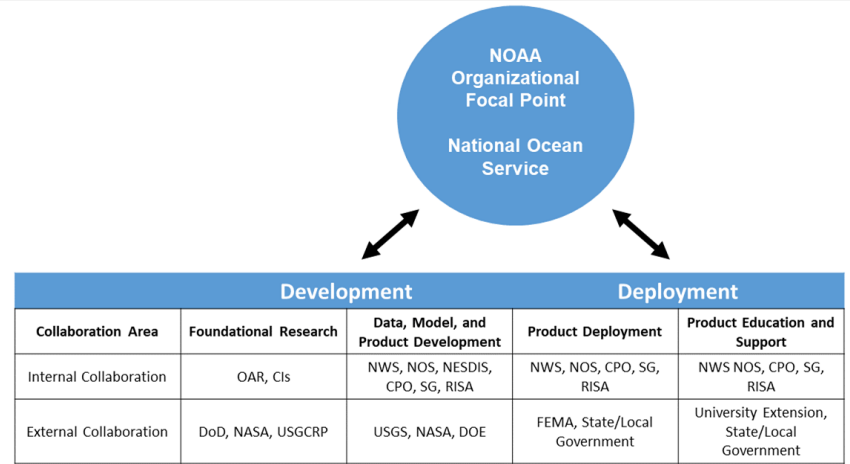 NOAA
Organizational
Focal Point
National Ocean
Service
Development
Deployment
Collaboration Area
Foundational Research
Data, Model, and
Product Development
Product Deployment
Product Education and
Support
Internal Collaboration
OAR, CIs
NWS, NOS, NESDIS,
CPO, SG, RISA
NWS, NOS, CPO, SG,
RISA
NWS NOS, CPO, SG,
RISA
External Collaboration
DoD, NASA, USGCRP
USGS, NASA, DOE
FEMA, State/Local
Government
University Extension,
State/Local
Government